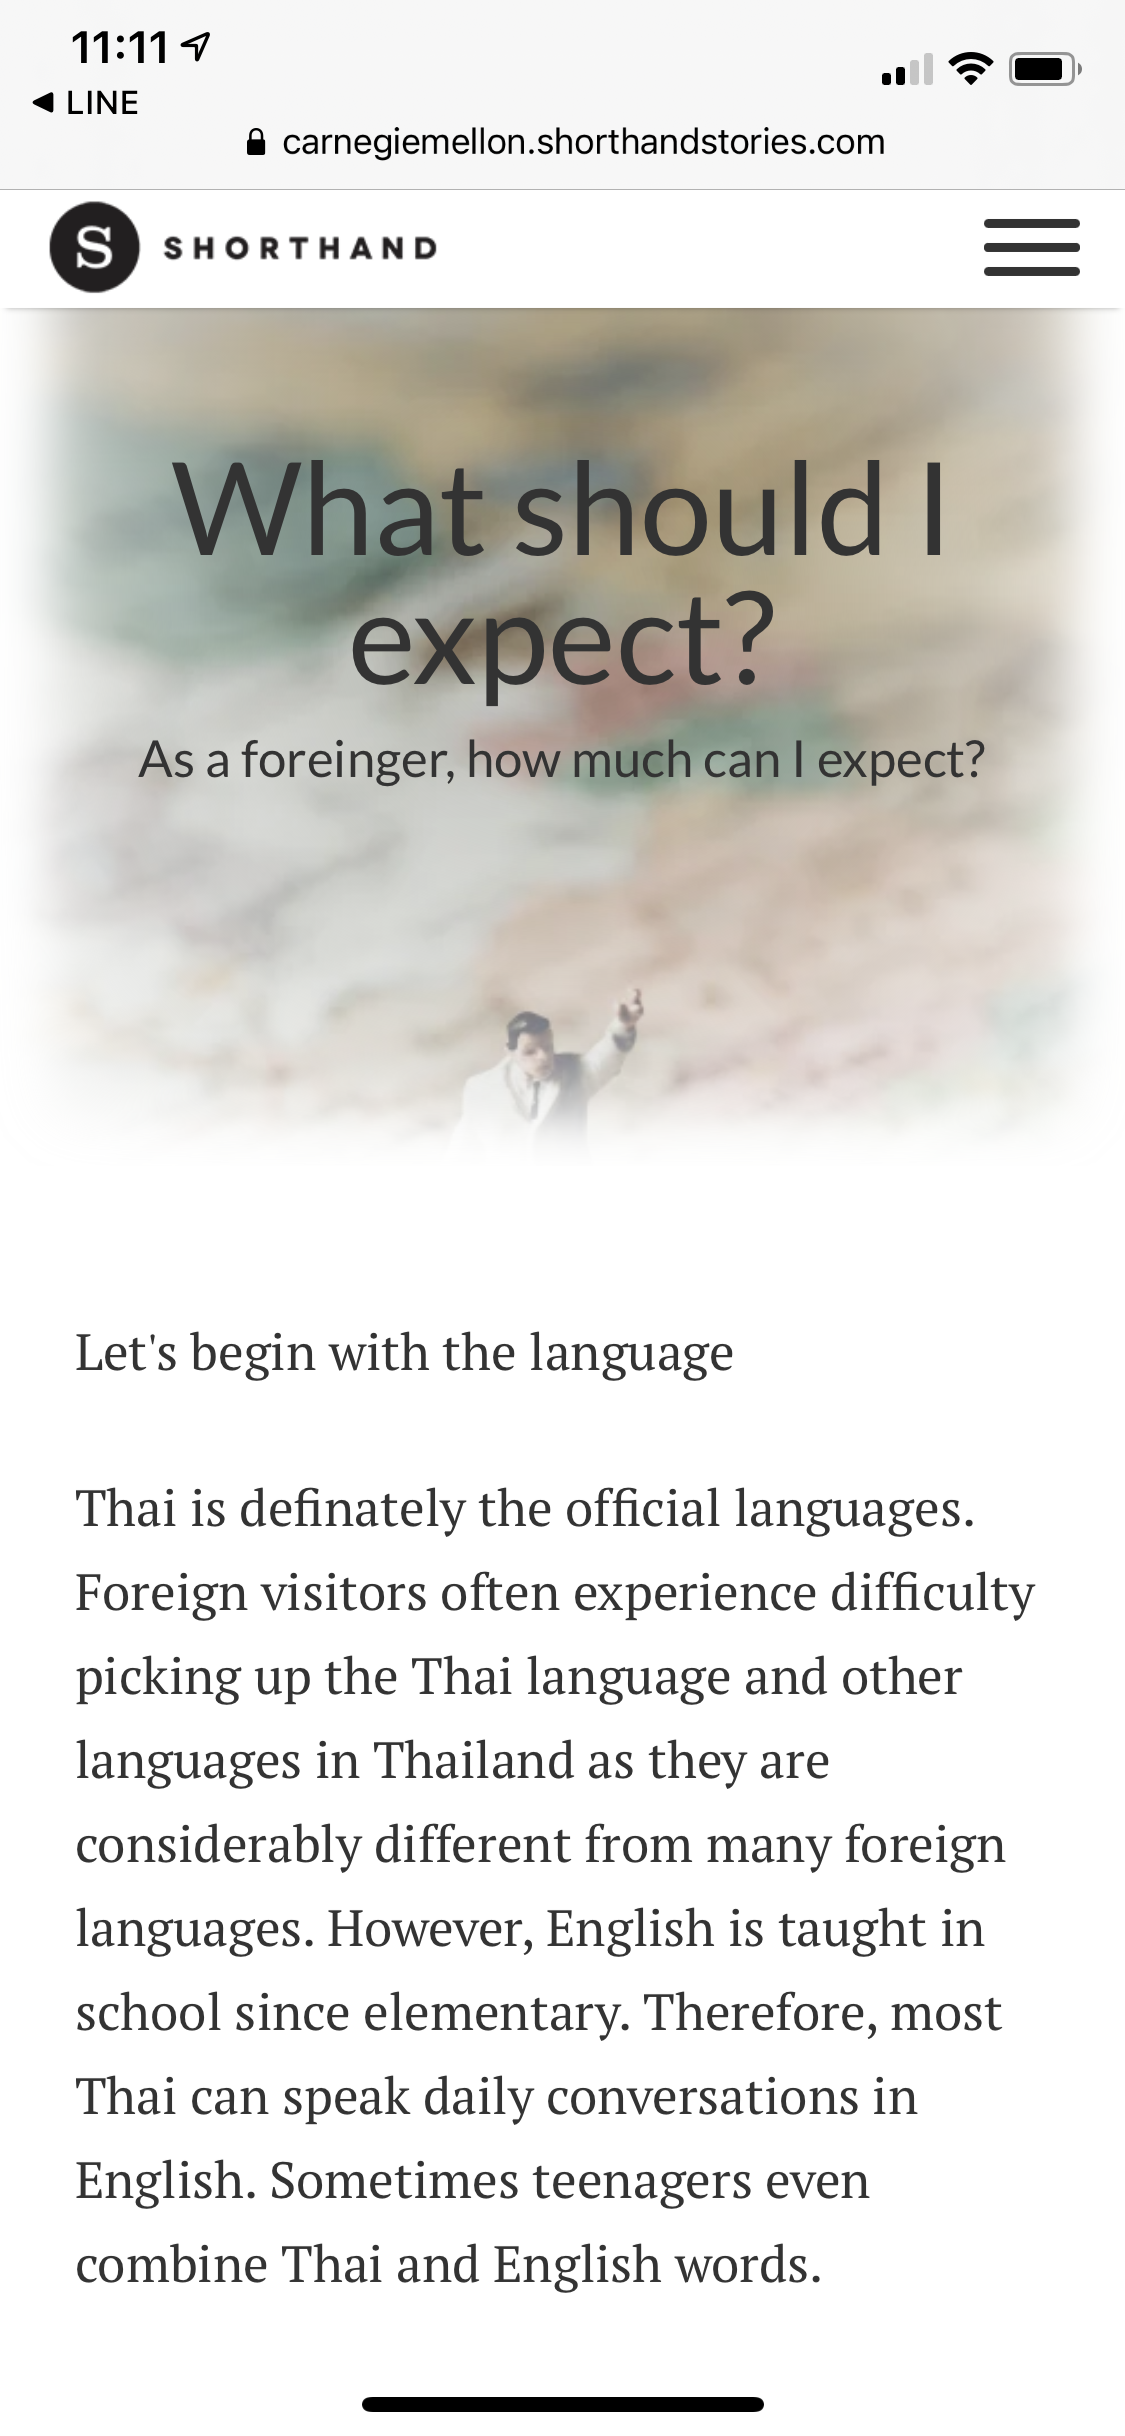 11:11
LINE
carnegiemellon.shorthandstories.com
S SHORTHAND
What should I
expect?
As a foreinger, how much can I expect?
Let's begin with the language
Thai is definately the official languages.
Foreign visitors often experience difficulty
picking up the Thai language and other
languages in Thailand as they are
considerably different from many foreign
languages. However, English is taught in
school since elementary. Therefore, most
Thai can speak daily conversations in
English. Sometimes teenagers even
combine Thai and English words.